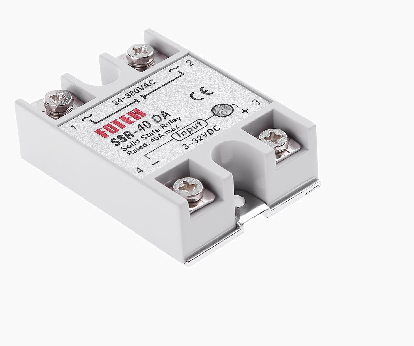 24-380VAC
1
2
FOTEK
SSR-40 DA
Solid State Relay
CE
Input
+ 3
4 -
3-32VDC